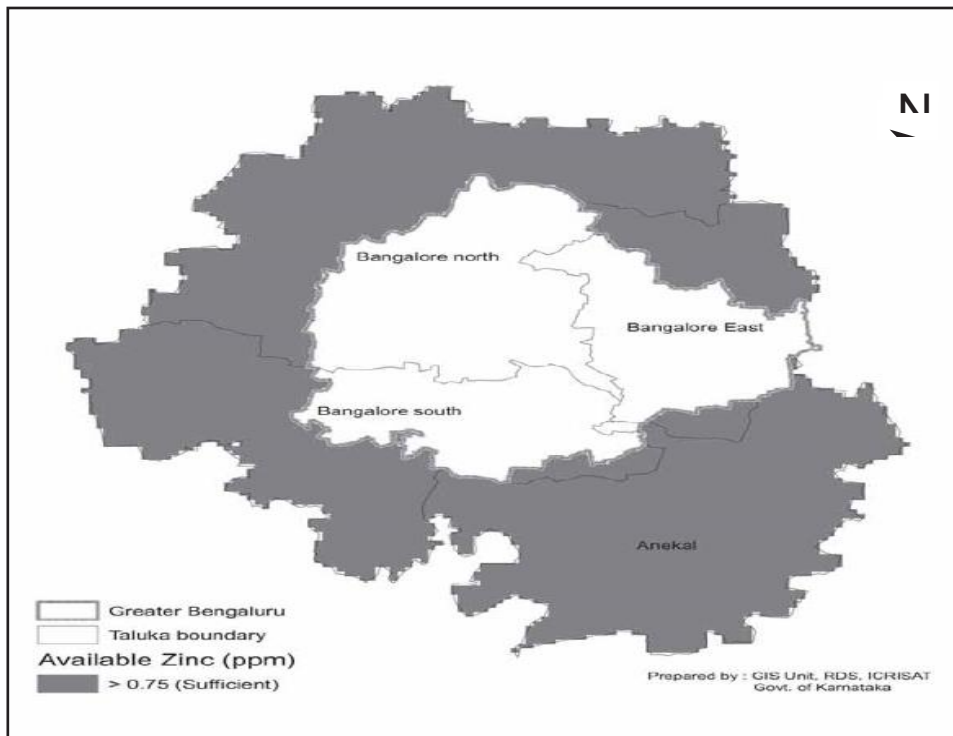 N
Bangalore north
Bangalore East
Bangalore south
Anekal
Greater Bengaluru
Taluka boundary
Available Zinc (ppm)
> 0.75 (Sufficient)
Prepared by : GIS Unit, RDS, ICRISAT
Govt. of Karnataka